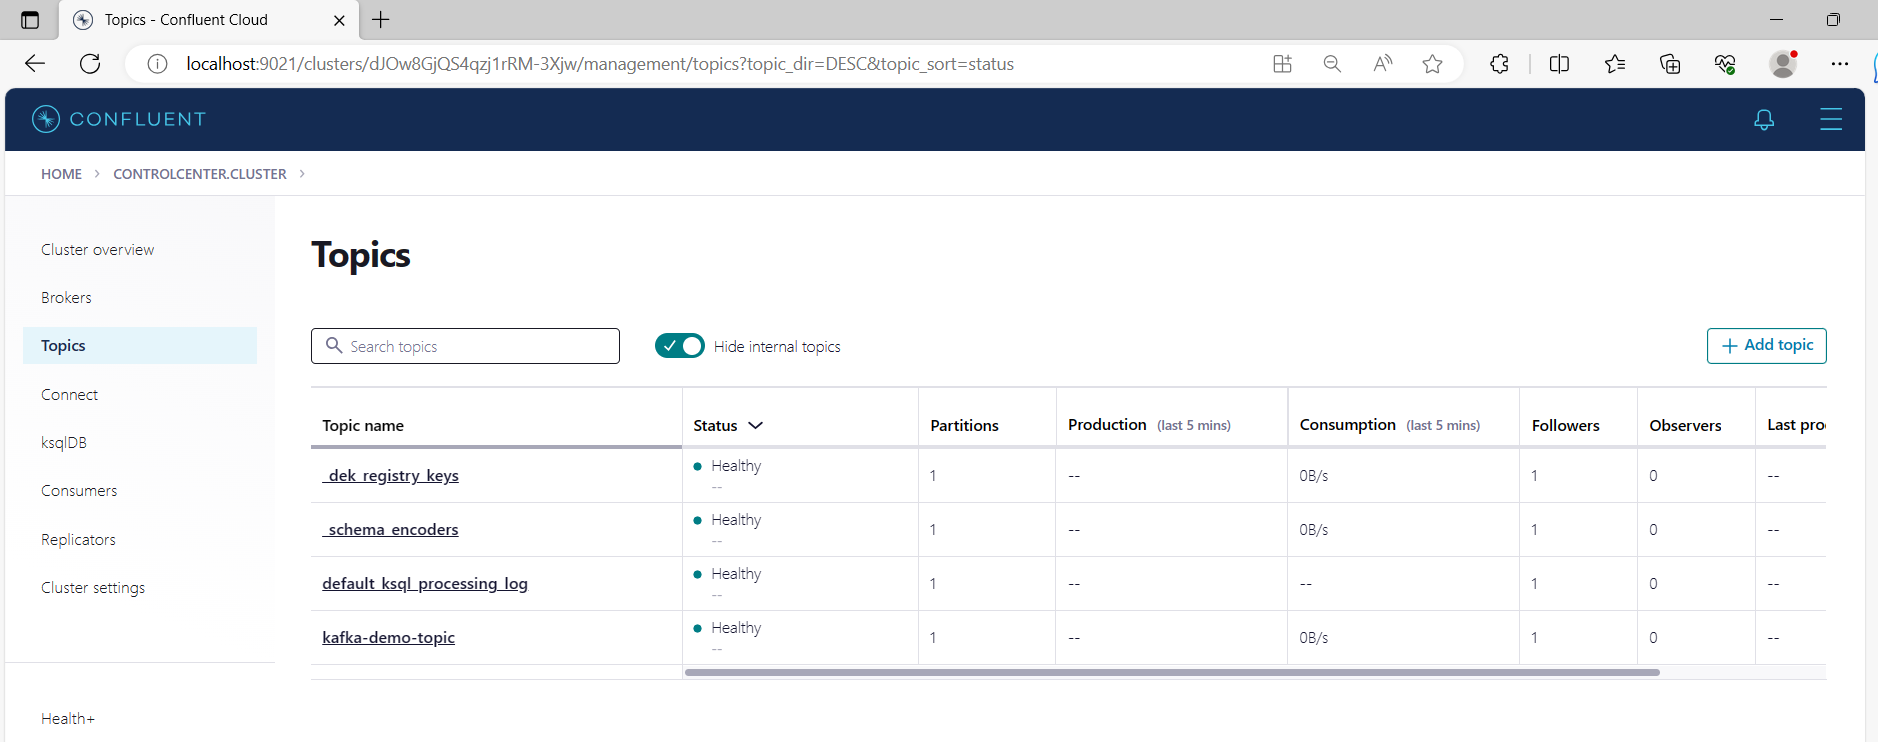 Topics - Confluent Cloud
localhost:9021/clusters/dJOw8GjQS4qzj1rRM-3Xjw/management/topics?topic_dir=DESC&topic_sort=status
CONFLUENT
HOME > CONTROLCENTER.CLUSTER >
Cluster overview
Brokers
Topics
Connect
ksqlDB
Consumers
Replicators
Cluster settings
Health+
Topics
Search topics
Hide internal topics
+ Add topic
Topic name Status Partitions Production (last 5 mins) Consumption (last 5 mins) Followers Observers Last pro
_dek_registry_keys Healthy 1 -- 0B/s 1 0 --
--
_schema_encoders Healthy 1 -- 0B/s 1 0 --
--
default_ksql_processing_log Healthy 1 -- -- 1 0 --
--
kafka-demo-topic Healthy 1 -- 0B/s 1 0 --
--